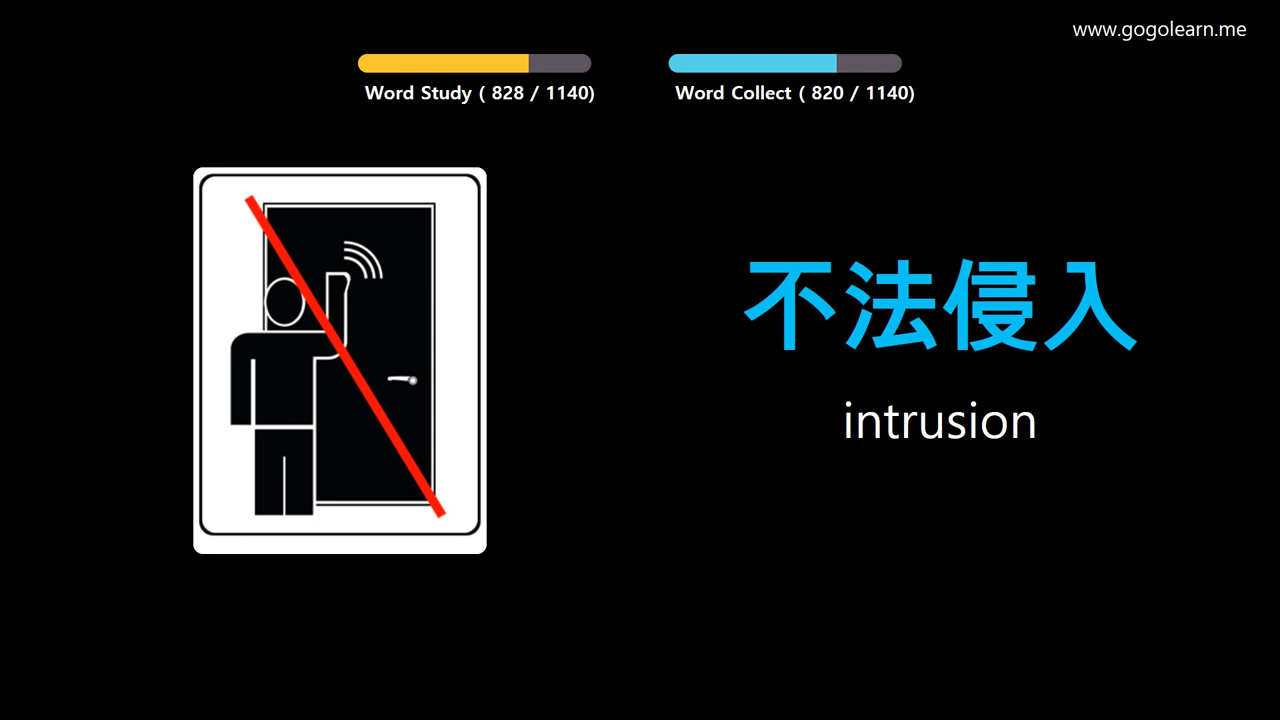 www.gogolearn.me
Word Study ( 828 / 1140)
Word Collect ( 820 / 1140)
不法侵入
intrusion